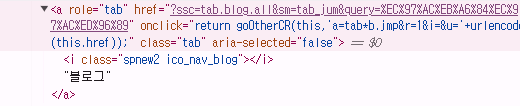 ▼<a role="tab" href="?ssc=tab.blog.all&sm=tab_jum&query=%EC%97%AC%EB%A6%84%EC%9
7%AC%ED%96%89" onclick="return goOtherCR(this,'a=tab+b.jmp&r=1&i=&u='+urlencode
(this.href));" class="tab" aria-selected="false"> == $0
<i class="spnew2 ico_nav_blog"></i>
"블로그"
</a>